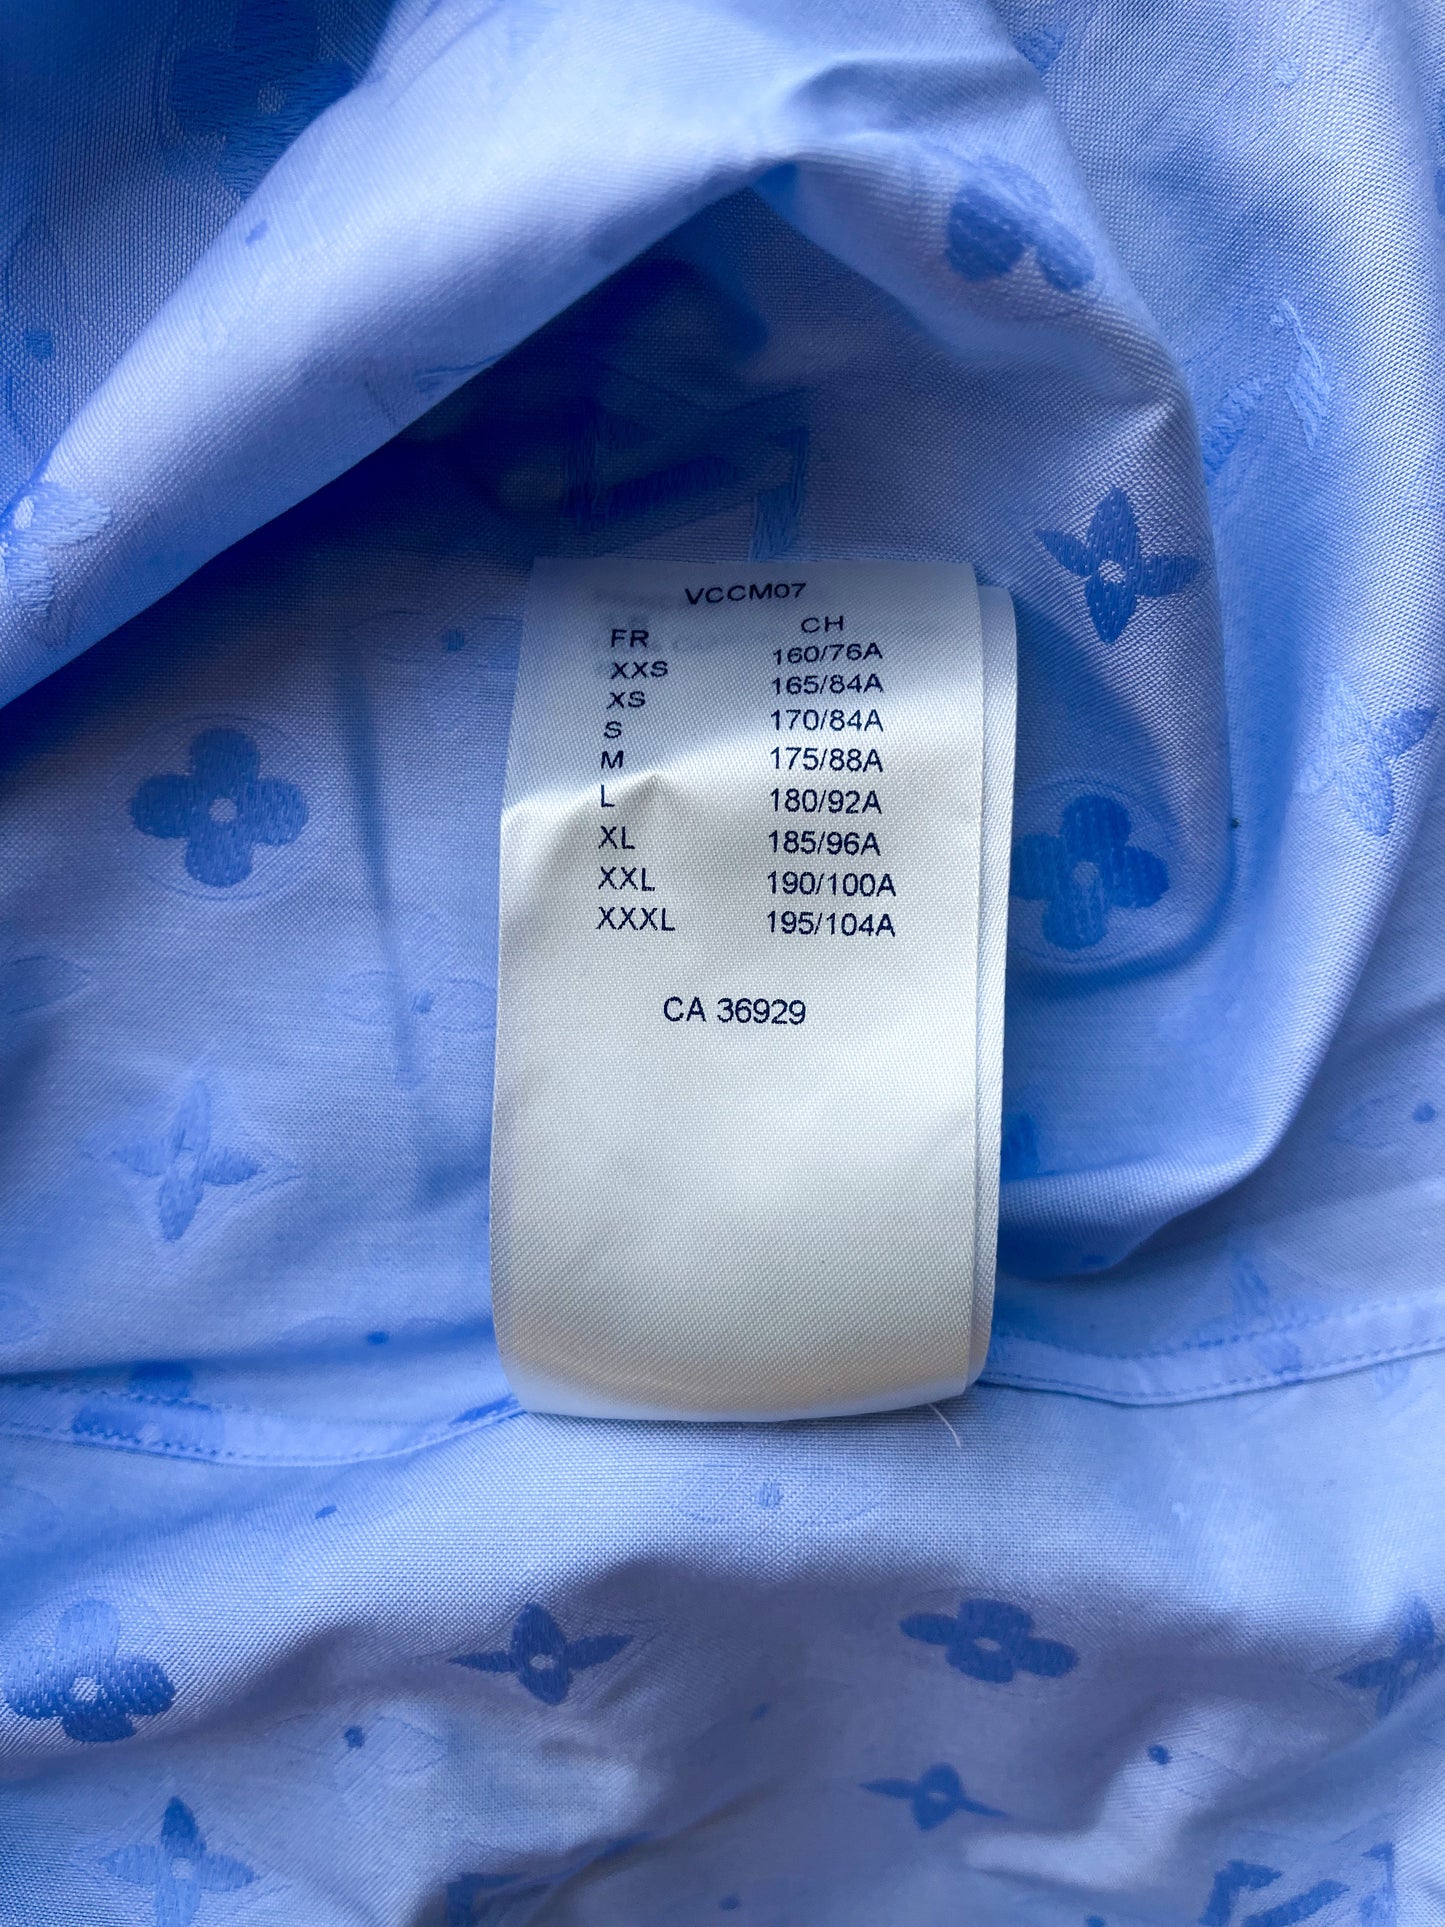 VCCM07
FR CH
XXS 160/76A
XS 165/84A
S 170/84A
M 175/88A
L 180/92A
XL 185/96A
XXL 190/100A
XXXL 195/104A
CA 36929